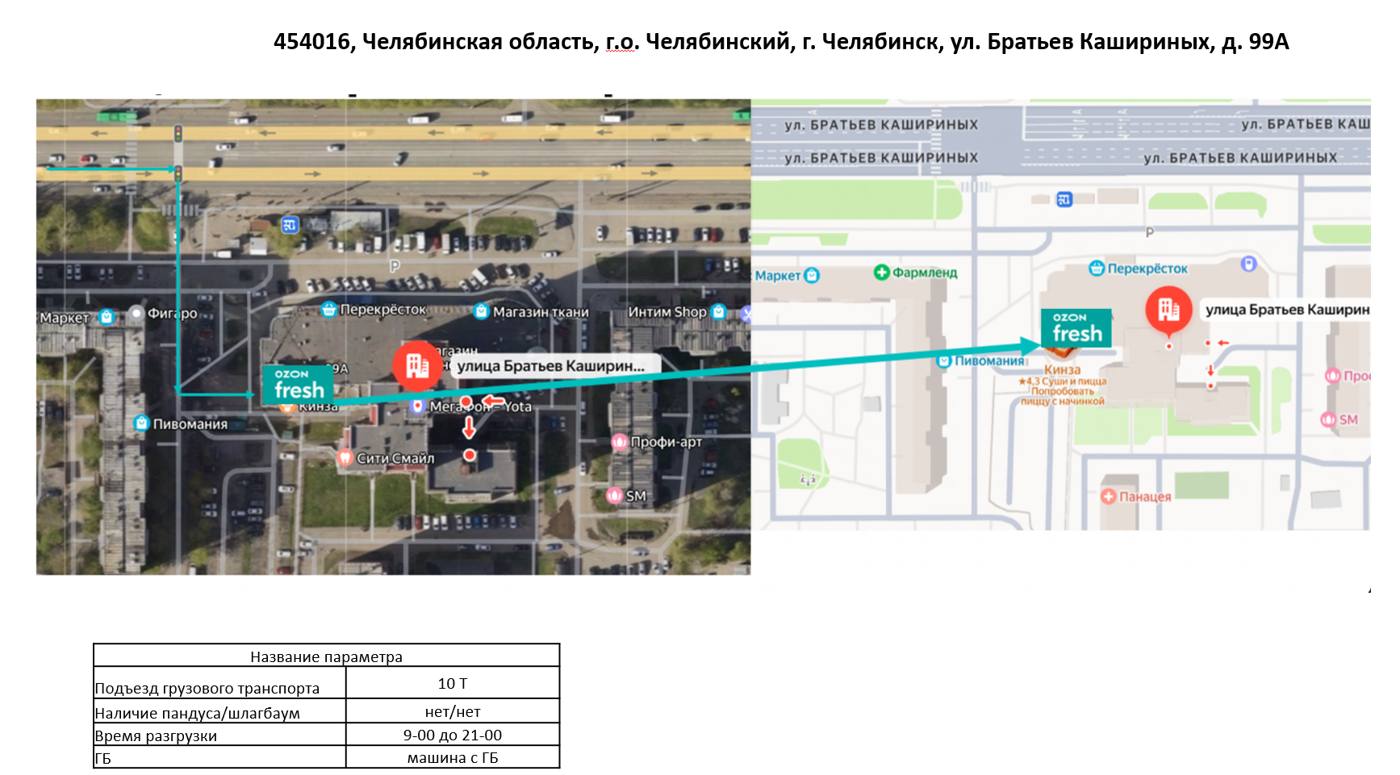 454016, Челябинская область, г.о. Челябинский, г. Челябинск, ул. Братьев Кашириных, д. 99А
P
Перекрёсток
Магазин ткани
Интим Shop
Маркет
Фигаро
агазин
99А
улица Братьев Каширин...
OZON
fresh
Кинза
МегаФон – Yota
Пивомания
Сити Смайл
Профи-арт
SM
ул. БРАТЬЕВ КАШИРИНЫХ
ул. БРАТЬЕВ КАШ
ул. БРАТЬЕВ КАШИРИНЫХ
ул. БРАТЬЕВ КАШИРИНЫХ
P
Маркет
Фармленд
Перекрёсток
улица Братьев Каширин
OZON
fresh
Пивомания
Кинза
★4,3 Суши и пицца
Попробовать
пиццу с начинкой
Про
SM
Панацея
Название параметра
Подъезд грузового транспорта 10 Т
Наличие пандуса/шлагбаум нет/нет
Время разгрузки 9-00 до 21-00
ГБ машина с ГБ